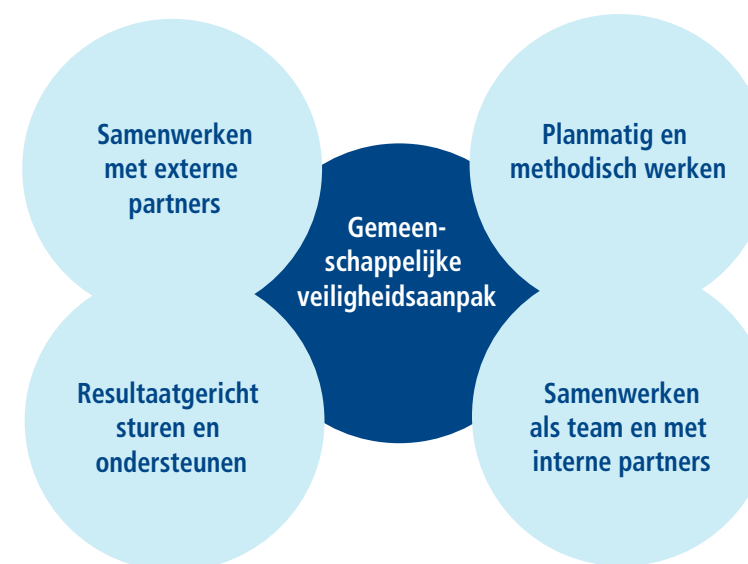 Samenwerken
met externe
partners
Planmatig en
methodisch werken
Gemeen-
schappelijke
veiligheidsaanpak
Resultaatgericht
sturen en
ondersteunen
Samenwerken
als team en met
interne partners